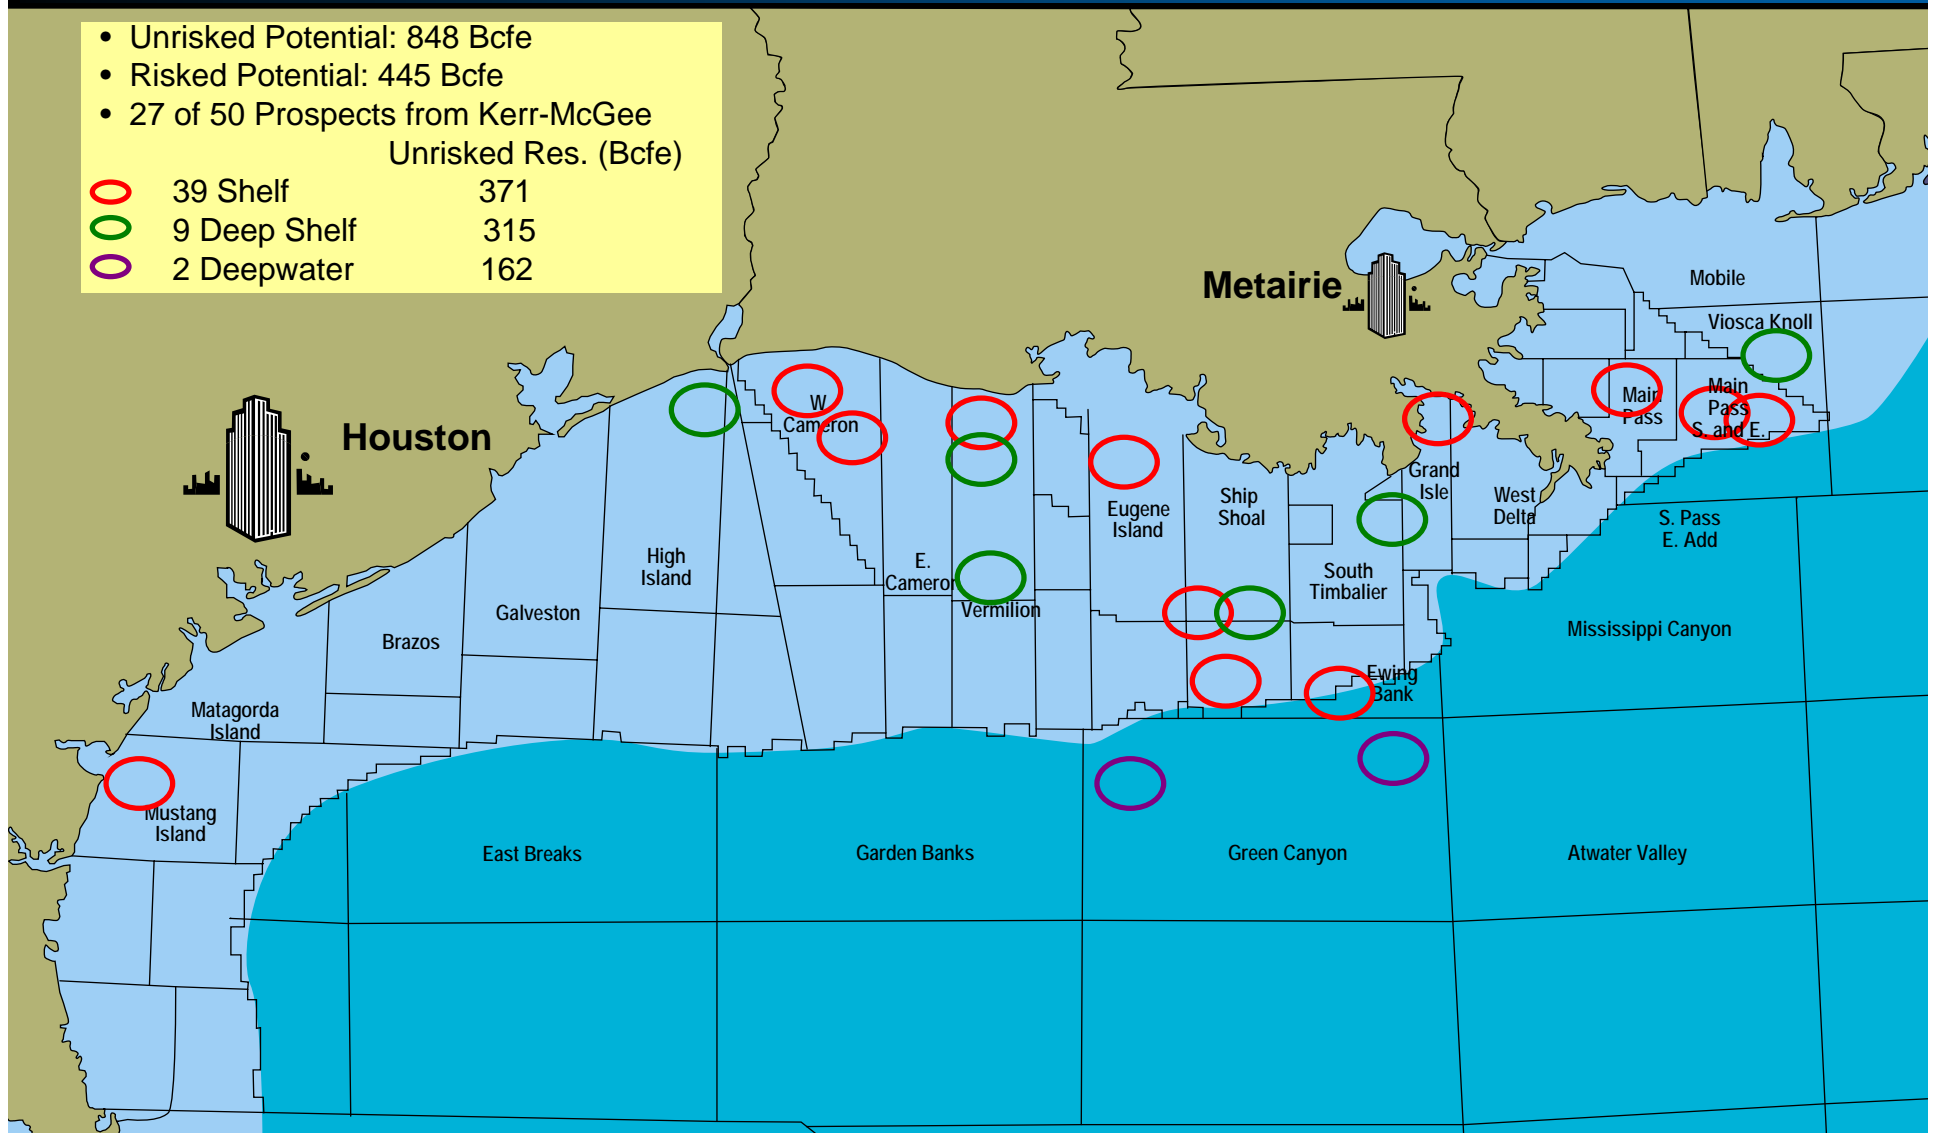 • Unrisked Potential: 848 Bcfe
• Risked Potential: 445 Bcfe
• 27 of 50 Prospects from Kerr-McGee
Unrisked Res. (Bcfe)
39 Shelf 371
9 Deep Shelf 315
2 Deepwater 162
Metairie
Mobile
Viosca Knoll
Main
Pass
Main
Pass
S. and E.
W
Cameron
Houston
Grand
Isle
West
Delta
Ship
Shoal
Eugene
Island
S. Pass
E. Add
High
Island
E.
Cameron
South
Timbalier
Vermilion
Galveston
Brazos
Mississippi Canyon
Ewing
Bank
Matagorda
Island
Mustang
Island
East Breaks
Garden Banks
Green Canyon
Atwater Valley